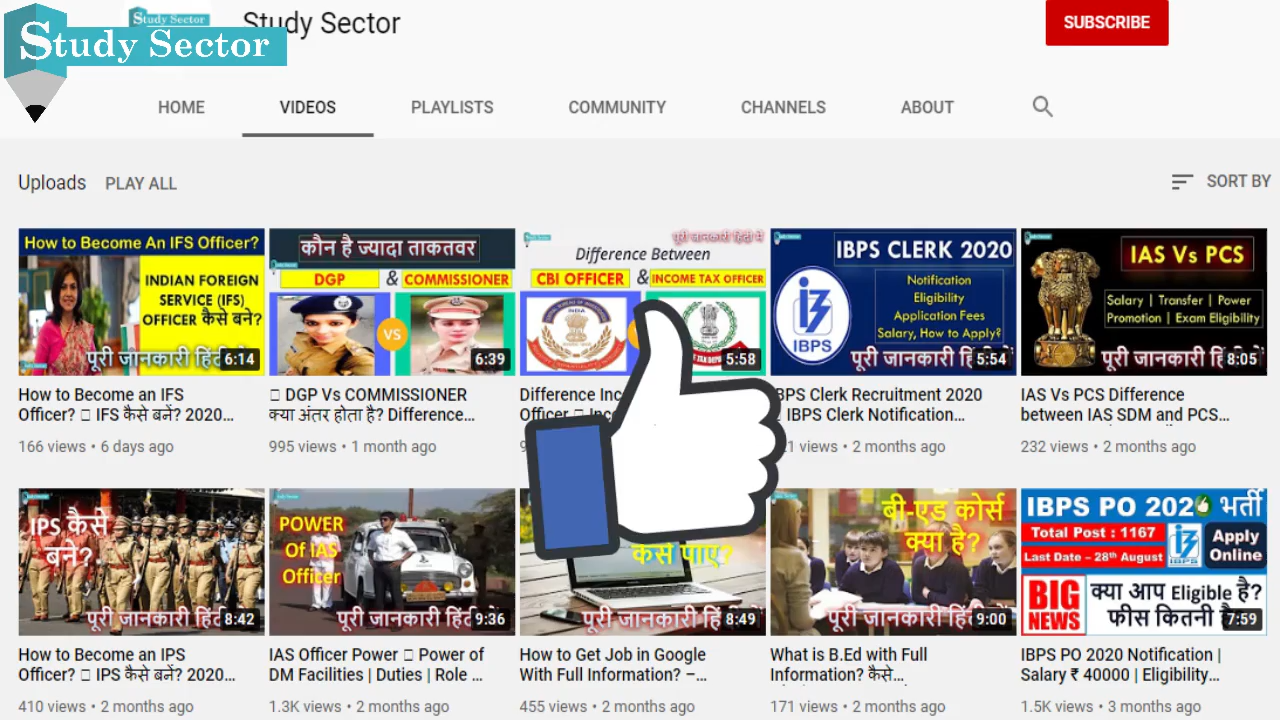 Study Sector
Study Sector
Study Sector
SUBSCRIBE
HOME
VIDEOS
PLAYLISTS
COMMUNITY
CHANNELS
ABOUT
Uploads
PLAY ALL
SORT BY
How to Become An IFS Officer?
INDIAN FOREIGN
SERVICE (IFS)
OFFICER कैसे बने?
पूरी जानकारी हिंदी
6:14
How to Become an IFS
Officer? IFS कैसे बनें? 2020...
166 views • 6 days ago
कौन है ज्यादा ताकतवर
DGP & COMMISSIONER
VS
6:39
DGP Vs COMMISSIONER
क्या अंतर होता है? Difference...
995 views • 1 month ago
पूरी जानकारी हिंदी में
Difference Between
CBI OFFICER & INCOME TAX OFFICER
INDIA
5:58
Difference
Officer
IBPS CLERK 2020
Notification
Eligibility
Application Fees
Salary, How to Apply?
IBPS
पूरी जानकारी
5:54
IBPS Clerk Recruitment 2020
IBPS Clerk Notification...
views • 2 months ago
IAS Vs PCS
Salary | Transfer | Power
Promotion | Exam Eligibility
पूरी जानकारी
8:05
IAS Vs PCS Difference
between IAS SDM and PCS...
232 views • 2 months ago
IPS कैसे
बने?
पूरी जानकारी
8:42
How to Become an IPS
Officer? IPS कैसे बनें? 2020...
410 views • 2 months ago
POWER
Of IAS
Officer
पूरी जानकारी
9:36
IAS Officer Power Power of
DM Facilities | Duties | Role ...
1.3K views • 2 months ago
कैसे पाए?
पूरी जानकारी
8:49
How to Get Job in Google
With Full Information? –...
455 views • 2 months ago
बी-एड कोर्स
क्या है?
पूरी जानकारी
9:00
What is B.Ed with Full
Information? कैसे...
171 views • 2 months ago
IBPS PO 2020 भर्ती
Total Post : 1167
Last Date – 28th August
IBPS
Apply
Online
BIG
NEWS
क्या आप Eligible है?
फीस कितनी
7:59
IBPS PO 2020 Notification |
Salary ₹ 40000 | Eligibility...
1.5K views • 3 months ago